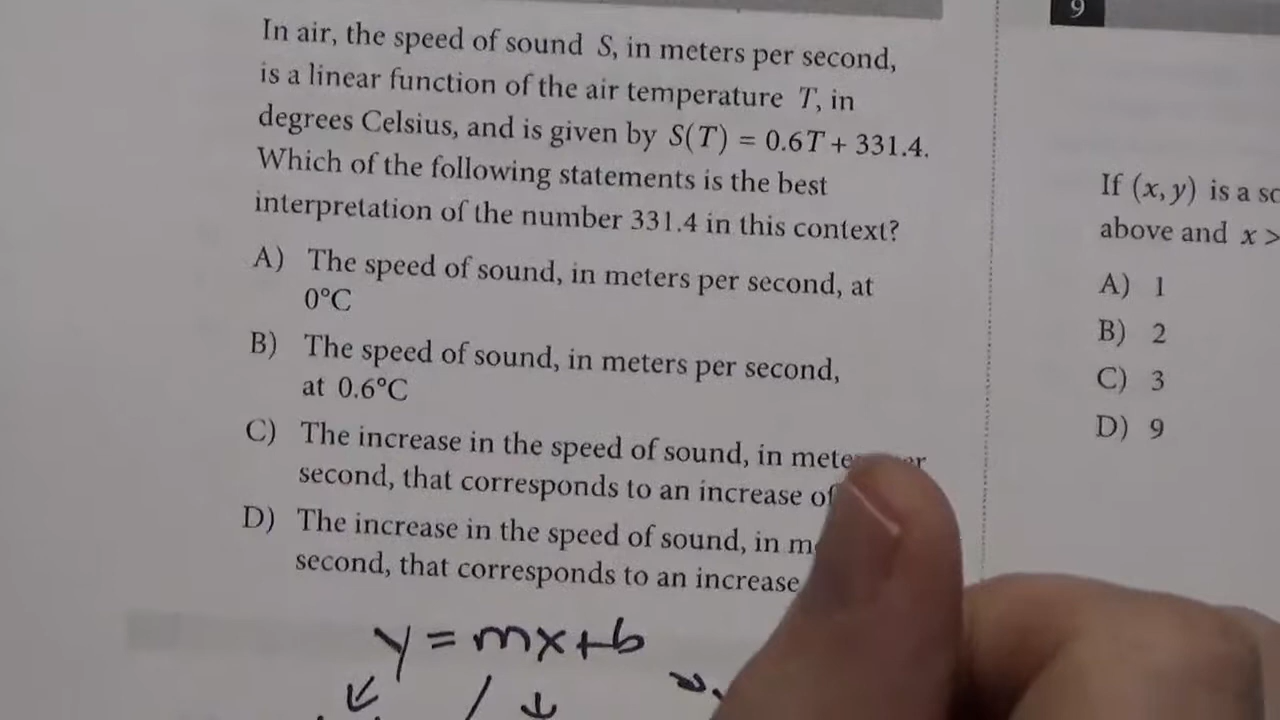 In air, the speed of sound S, in meters per second,
is a linear function of the air temperature T, in
degrees Celsius, and is given by S(T) = 0.6T + 331.4.
Which of the following statements is the best
interpretation of the number 331.4 in this context?
A) The speed of sound, in meters per second, at
0°C
B) The speed of sound, in meters per second,
at 0.6°C
C) The increase in the speed of sound, in
second, that corresponds to an increase of
D) The increase in the speed of sound, in
second, that corresponds to an increase
y = mx+b
9
If (x, y) is a
above and x >
A) 1
B) 2
C) 3
D) 9